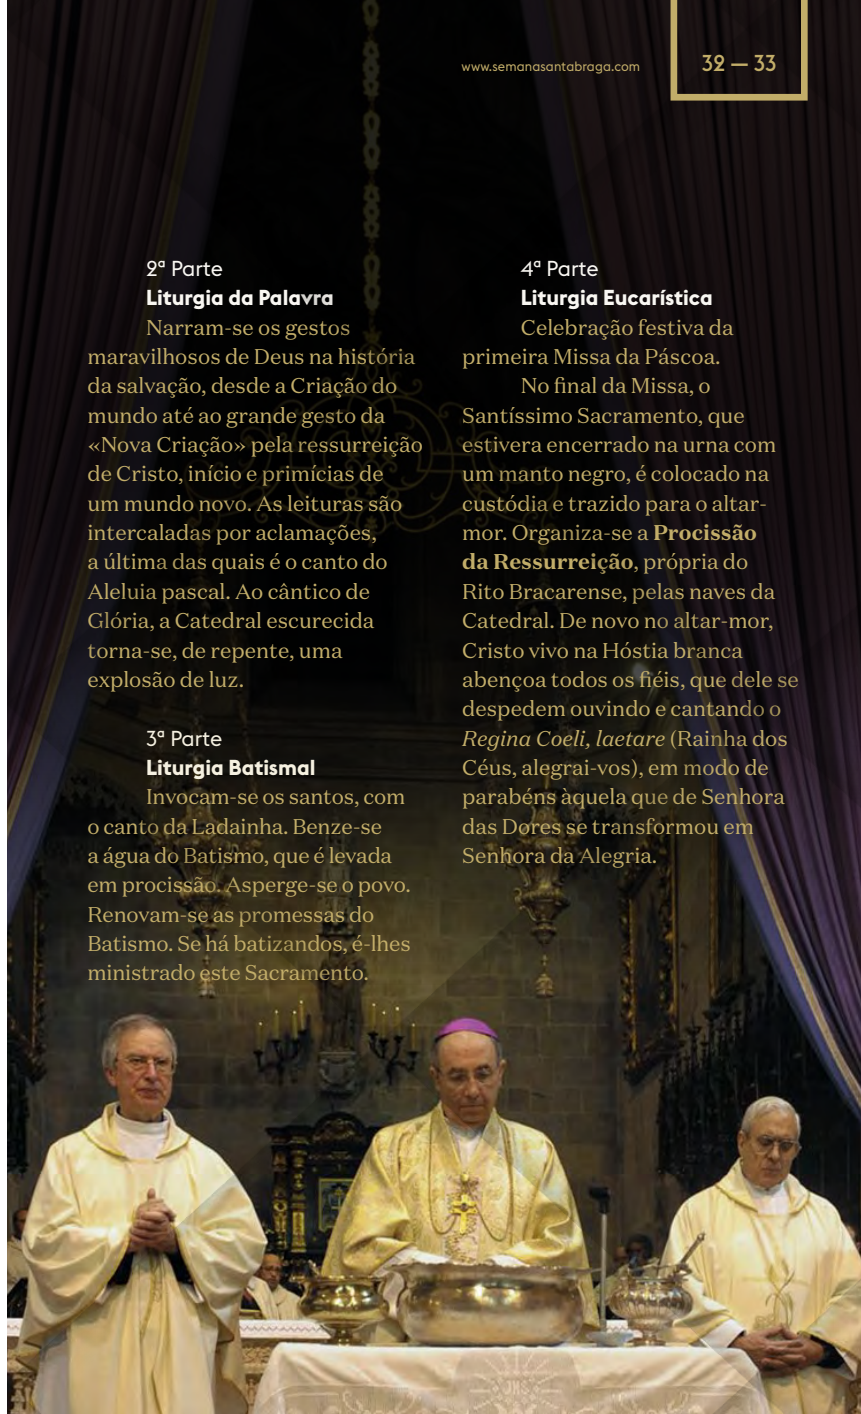 www.semanasantabraga.com
32 — 33
2ª Parte
Liturgia da Palavra
Narram-se os gestos
maravilhosos de Deus na história
da salvação, desde a Criação do
mundo até ao grande gesto da
«Nova Criação» pela ressurreição
de Cristo, início e primícias de
um mundo novo. As leituras são
intercaladas por aclamações,
a última das quais é o canto do
Aleluia pascal. Ao cântico de
Glória, a Catedral escurecida
torna-se, de repente, uma
explosão de luz.
3ª Parte
Liturgia Batismal
Invocam-se os santos, com
o canto da Ladainha. Benze-se
a água do Batismo, que é levada
em procissão. Asperge-se o povo.
Renovam-se as promessas do
Batismo. Se há batizandos, é-lhes
ministrado este Sacramento.
4ª Parte
Liturgia Eucarística
Celebração festiva da
primeira Missa da Páscoa.
No final da Missa, o
Santíssimo Sacramento, que
estivera encerrado na urna com
um manto negro, é colocado na
custódia e trazido para o altar-
mor. Organiza-se a Procissão
da Ressurreição, própria do
Rito Bracarense, pelas naves da
Catedral. De novo no altar-mor,
Cristo vivo na Hóstia branca
abençoa todos os fiéis, que dele se
despedem ouvindo e cantando o
Regina Coeli, laetare (Rainha dos
Céus, alegrai-vos), em modo de
parabéns àquela que de Senhora
das Dores se transformou em
Senhora da Alegria.